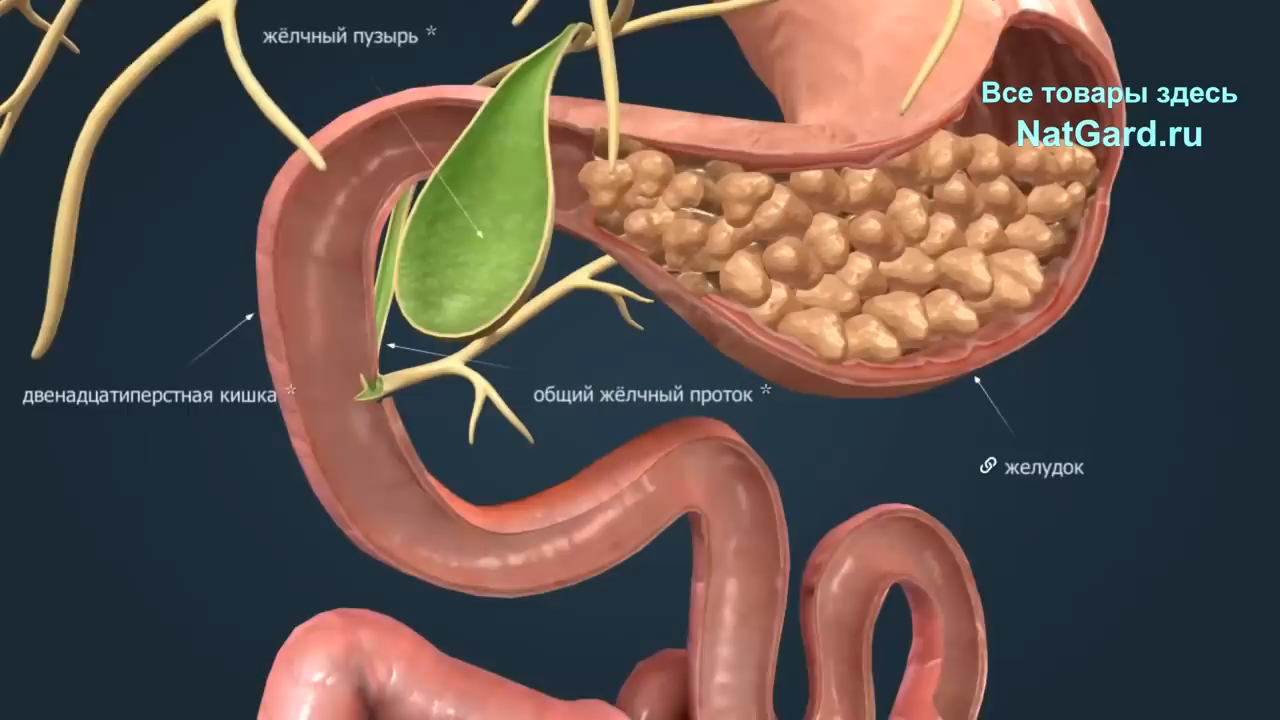 жёлчный пузырь *
Все товары здесь
NatGard.ru
двенадцатиперстная кишка *
общий жёлчный проток *
желудок